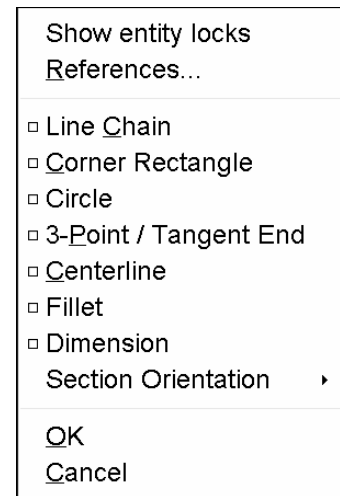 Show entity locks
References...
Line Chain
Corner Rectangle
Circle
3-Point / Tangent End
Centerline
Fillet
Dimension
Section Orientation
OK
Cancel